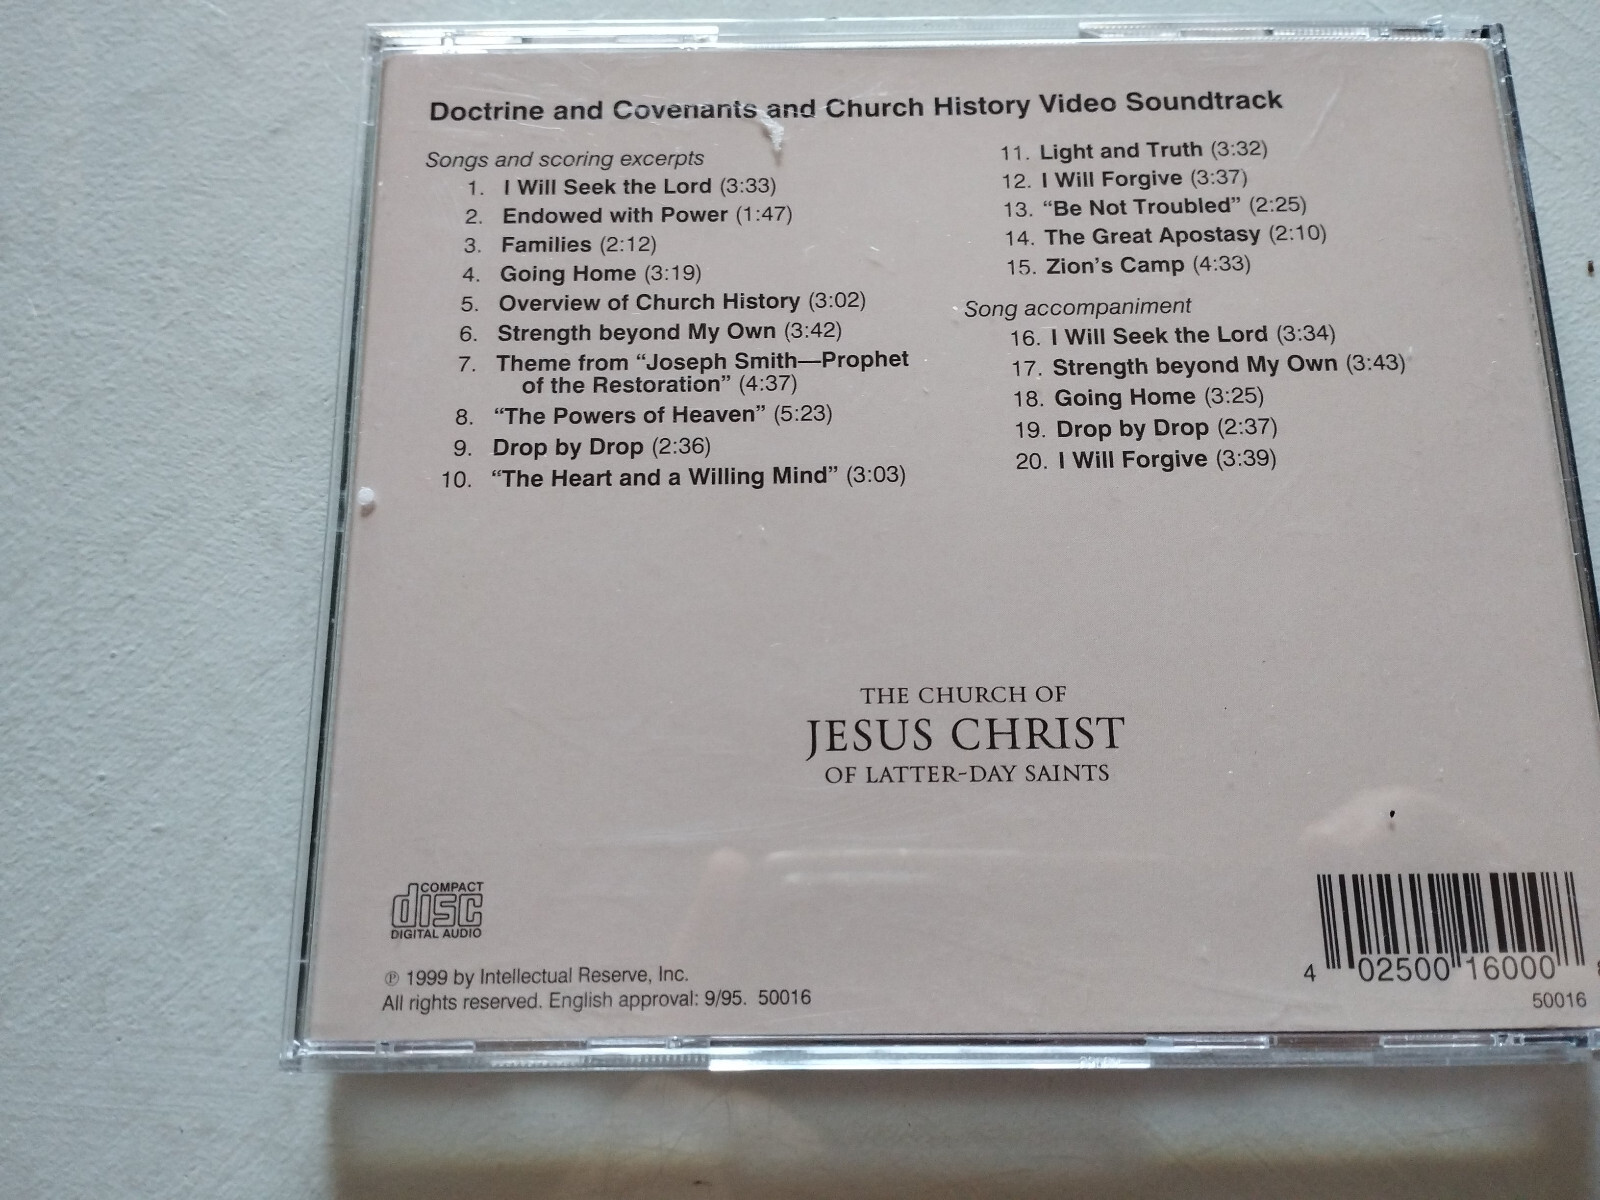 Doctrine and Covenants and Church History Video Soundtrack
Songs and scoring excerpts
1. I Will Seek the Lord (3:33)
2. Endowed with Power (1:47)
3. Families (2:12)
4. Going Home (3:19)
5. Overview of Church History (3:02)
6. Strength beyond My Own (3:42)
7. Theme from “Joseph Smith—Prophet
of the Restoration” (4:37)
8. “The Powers of Heaven” (5:23)
9. Drop by Drop (2:36)
10. “The Heart and a Willing Mind” (3:03)
11. Light and Truth (3:32)
12. I Will Forgive (3:37)
13. “Be Not Troubled” (2:25)
14. The Great Apostasy (2:10)
15. Zion’s Camp (4:33)
Song accompaniment
16. I Will Seek the Lord (3:34)
17. Strength beyond My Own (3:43)
18. Going Home (3:25)
19. Drop by Drop (2:37)
20. I Will Forgive (3:39)
THE CHURCH OF
JESUS CHRIST
OF LATTER-DAY SAINTS
COMPACT
disc
DIGITAL AUDIO
℗ 1999 by Intellectual Reserve, Inc.
All rights reserved. English approval: 9/95. 50016
4 02500 16000
50016